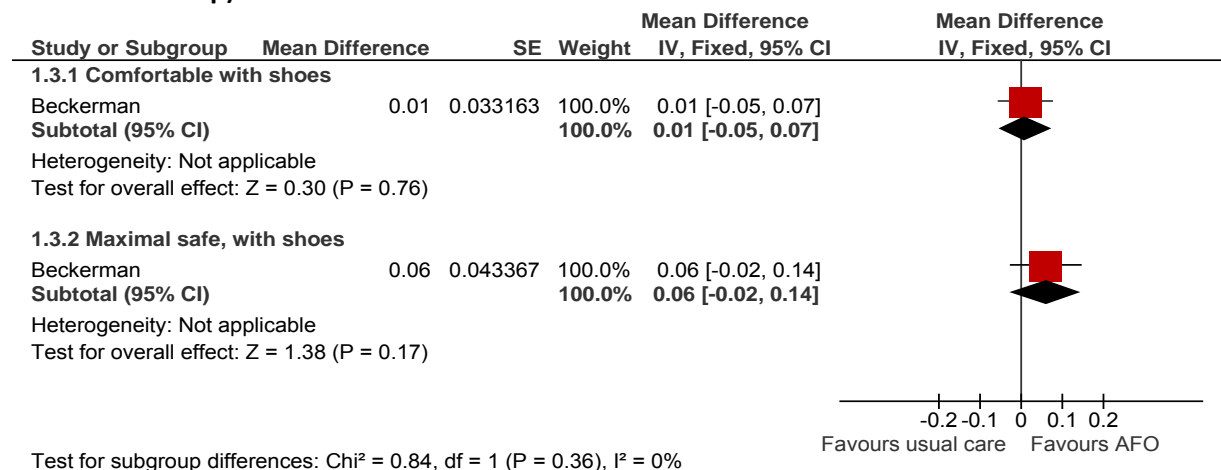 Mean Difference Mean Difference
Study or Subgroup Mean Difference SE Weight IV, Fixed, 95% CI IV, Fixed, 95% CI
1.3.1 Comfortable with shoes
Beckerman 0.01 0.033163 100.0% 0.01 [-0.05, 0.07]
Subtotal (95% CI) 100.0% 0.01 [-0.05, 0.07]
Heterogeneity: Not applicable
Test for overall effect: Z = 0.30 (P = 0.76)
1.3.2 Maximal safe, with shoes
Beckerman 0.06 0.043367 100.0% 0.06 [-0.02, 0.14]
Subtotal (95% CI) 100.0% 0.06 [-0.02, 0.14]
Heterogeneity: Not applicable
Test for overall effect: Z = 1.38 (P = 0.17)
-0.2 -0.1 0 0.1 0.2
Favours usual care Favours AFO
Test for subgroup differences: Chi² = 0.84, df = 1 (P = 0.36), I² = 0%